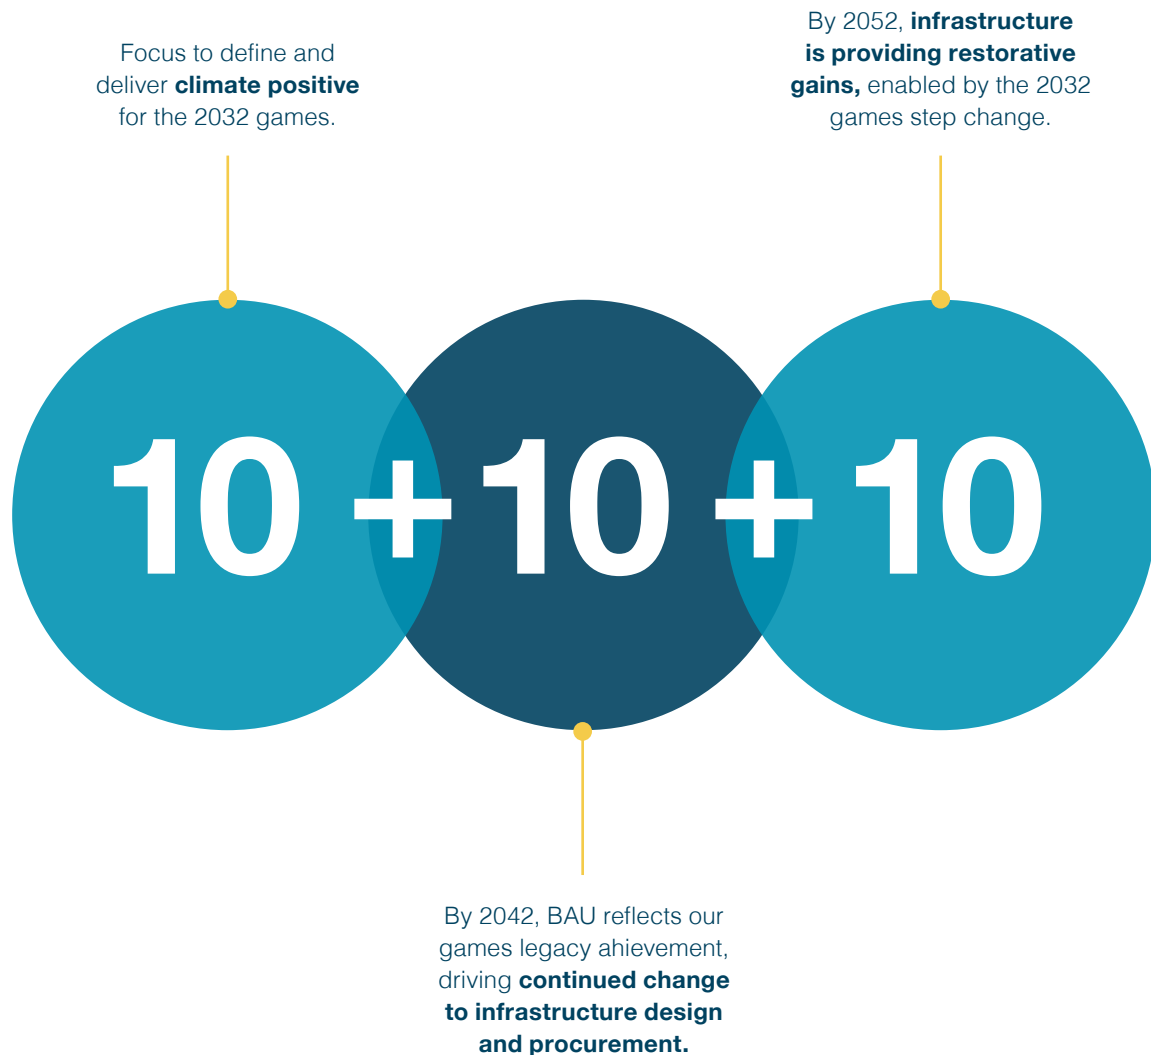 Focus to define and
deliver climate positive
for the 2032 games.
By 2052, infrastructure
is providing restorative
gains, enabled by the 2032
games step change.
10 + 10 + 10
By 2042, BAU reflects our
games legacy ahievement,
driving continued change
to infrastructure design
and procurement.